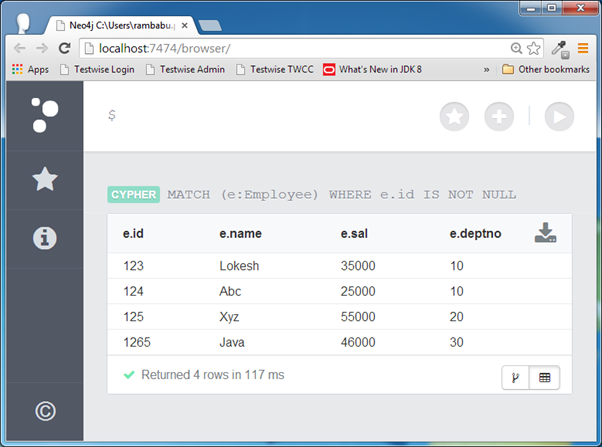 Neo4j C:\Users\rambabu.p
localhost:7474/browser/
Apps Testwise Login Testwise Admin Testwise TWCC What's New in JDK 8 » Other bookmarks
$
CYPHER MATCH (e:Employee) WHERE e.id IS NOT NULL
e.id e.name e.sal e.deptno
123 Lokesh 35000 10
124 Abc 25000 10
125 Xyz 55000 20
1265 Java 46000 30
Returned 4 rows in 117 ms
©